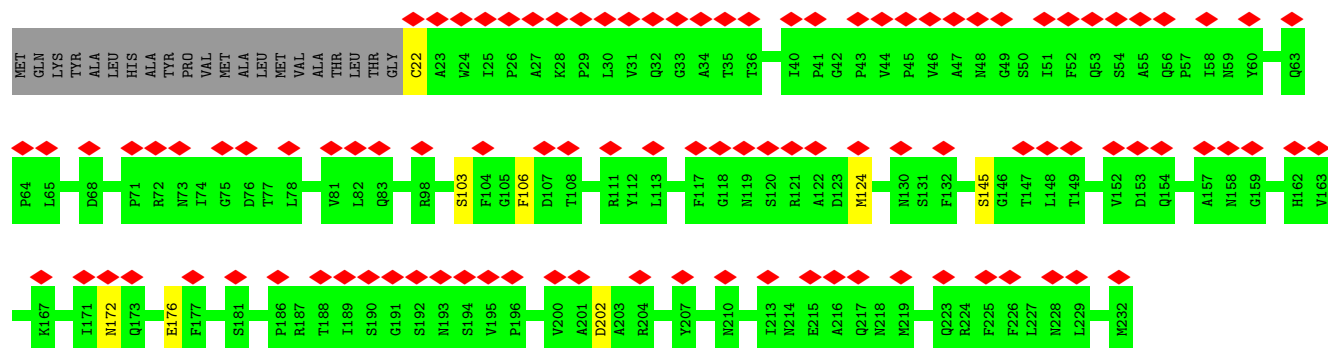 MET GLN LYS TYR ALA LEU HIS ALA TYR PRO VAL MET ALA LEU MET VAL ALA THR LEU THR GLY C22 A23 W24 I25 P26 A27 K28 P29 L30 V31 Q32 G33 A34 T35 T36 I40 P41 G42 P43 V44 P45 V46 A47 N48 G49 S50 I51 F52 Q53 S54 A55 Q56 P57 I58 N59 Y60 Q63
P64 L65 D68 P71 R72 N73 I74 G75 D76 T77 L78 V81 L82 Q83 R98 S103 F104 G105 F106 D107 T108 R111 Y112 L113 F117 G118 N119 S120 R121 A122 D123 M124 N130 S131 F132 S145 G146 T147 L148 T149 V152 D153 Q154 A157 N158 G159 H162 V163
K167 I171 N172 Q173 E176 F177 S181 P186 R187 T188 I189 S190 G191 S192 N193 S194 V195 P196 V200 A201 D202 A203 R204 Y207 N210 I213 N214 E215 A216 Q217 N218 M219 Q223 R224 F225 F226 L227 N228 L229 M232